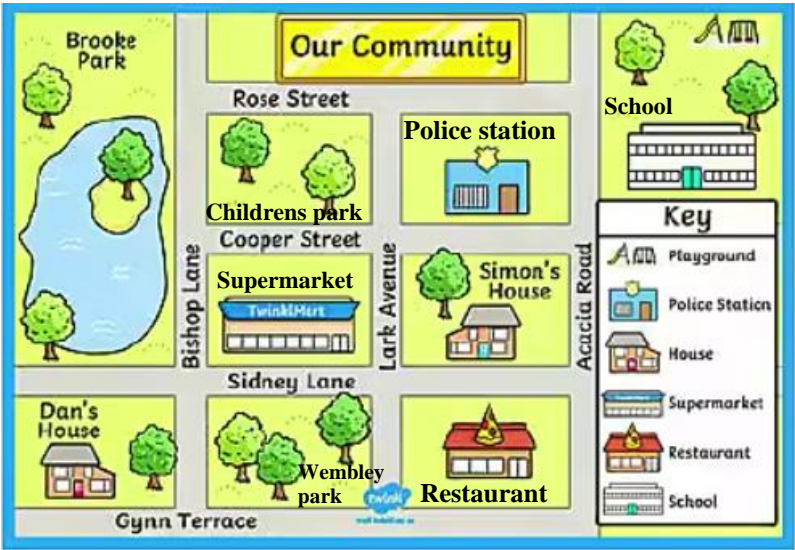 Our Community
Brooke
Park
Rose Street
School
Police station
Childrens park
Cooper Street
Key
Playground
Police Station
House
Supermarket
Restaurant
School
Bishop Lane
Supermarket
TwinklMart
Lark Avenue
Simon's
House
Acacia Road
Sidney Lane
Dan's
House
Wembley
park
twinkl
Restaurant
Gynn Terrace